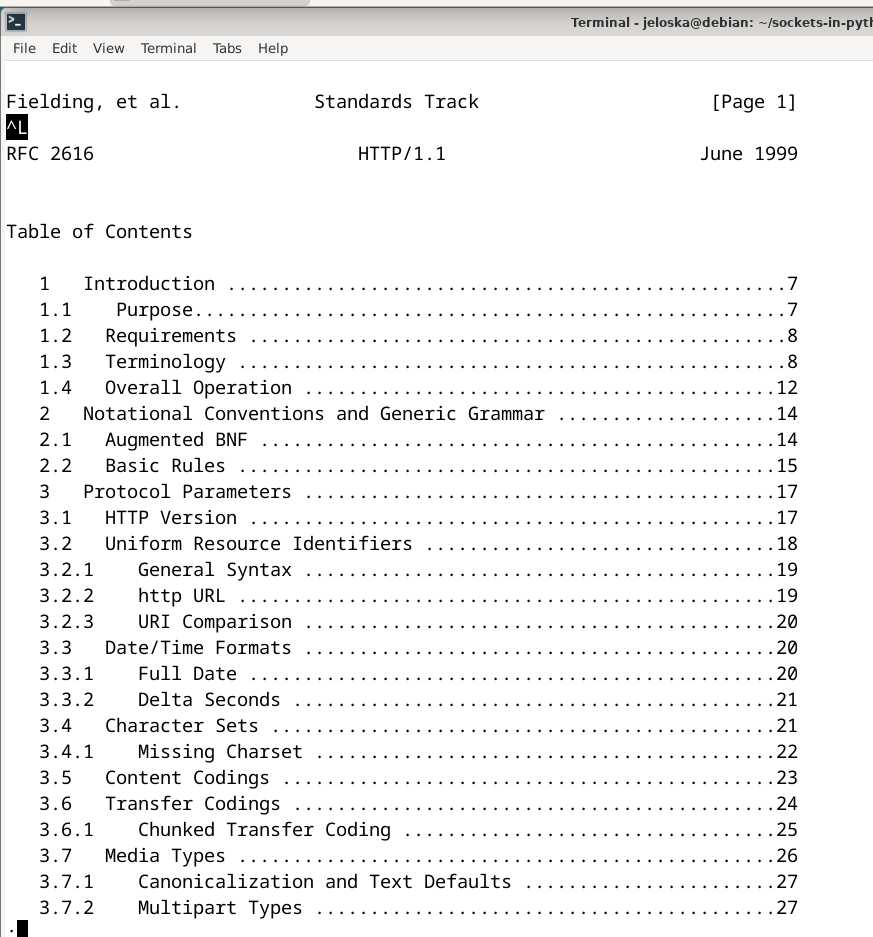 Terminal - jeloska@debian: ~/sockets-in-pyth
File Edit View Terminal Tabs Help
Fielding, et al.            Standards Track                     [Page 1]
^L
RFC 2616                        HTTP/1.1                       June 1999
Table of Contents
   1   Introduction ...................................................7
   1.1    Purpose......................................................7
   1.2   Requirements .................................................8
   1.3   Terminology ..................................................8
   1.4   Overall Operation ...........................................12
   2   Notational Conventions and Generic Grammar ....................14
   2.1   Augmented BNF ...............................................14
   2.2   Basic Rules .................................................15
   3   Protocol Parameters ...........................................17
   3.1   HTTP Version ................................................17
   3.2   Uniform Resource Identifiers ................................18
   3.2.1    General Syntax ...........................................19
   3.2.2    http URL .................................................19
   3.2.3    URI Comparison ...........................................20
   3.3   Date/Time Formats ...........................................20
   3.3.1    Full Date ................................................20
   3.3.2    Delta Seconds ............................................21
   3.4   Character Sets ..............................................21
   3.4.1    Missing Charset ..........................................22
   3.5   Content Codings .............................................23
   3.6   Transfer Codings ............................................24
   3.6.1    Chunked Transfer Coding ..................................25
   3.7   Media Types .................................................26
   3.7.1    Canonicalization and Text Defaults .......................27
   3.7.2    Multipart Types ..........................................27